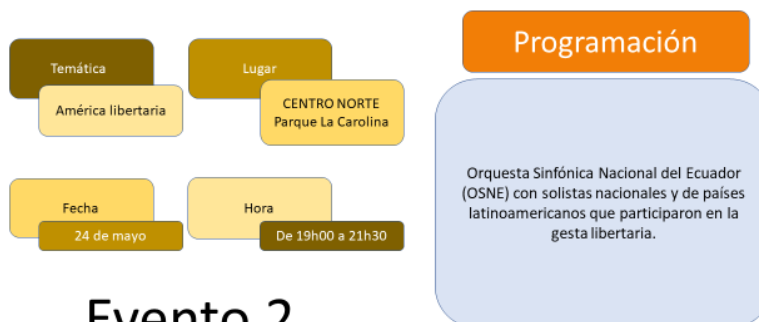 Temática
América libertaria
Lugar
CENTRO NORTE
Parque La Carolina
Fecha
24 de mayo
Hora
De 19h00 a 21h30
Evento 2
Programación
Orquesta Sinfónica Nacional del Ecuador
(OSNE) con solistas nacionales y de países
latinoamericanos que participaron en la
gesta libertaria.